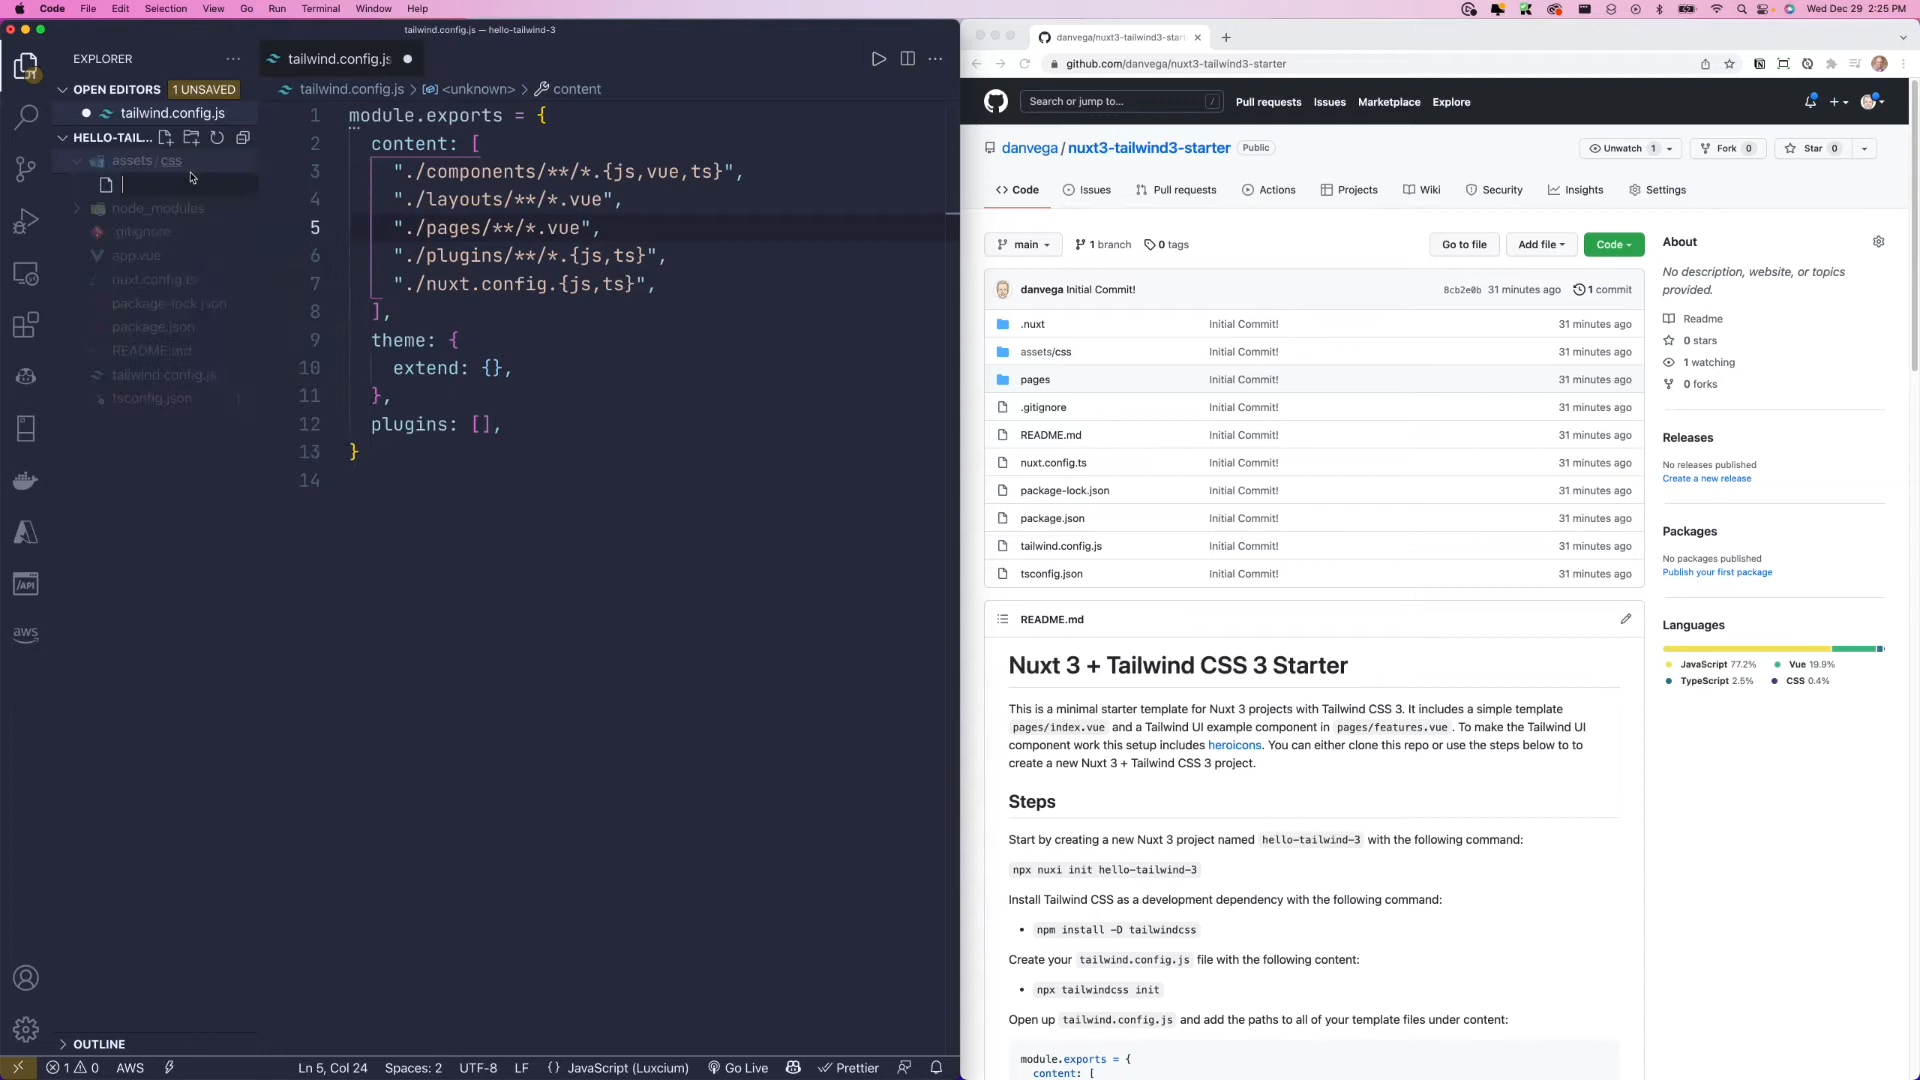 Code File Edit Selection View Go Run Terminal Window Help
Wed Dec 29 2:25 PM
tailwind.config.js — hello-tailwind-3
EXPLORER
tailwind.config.js
OPEN EDITORS 1 UNSAVED
tailwind.config.js
HELLO-TAIL...
assets / css
node_modules
.gitignore
app.vue
nuxt.config.ts
package-lock.json
package.json
README.md
tailwind.config.js
tsconfig.json 1
tailwind.config.js > <unknown> > content
1 module.exports = {
2 content: [
3 "./components/**/*.{js,vue,ts}",
4 "./layouts/**/*.vue",
5 "./pages/**/*.vue",
6 "./plugins/**/*.{js,ts}",
7 "./nuxt.config.{js,ts}",
8 ],
9 theme: {
10 extend: {},
11 },
12 plugins: [],
13 }
14
API
aws
OUTLINE
1 0 AWS Ln 5, Col 24 Spaces: 2 UTF-8 LF {} JavaScript (Luxcium) Go Live Prettier
danvega/nuxt3-tailwind3-start
github.com/danvega/nuxt3-tailwind3-starter
Search or jump to... / Pull requests Issues Marketplace Explore
danvega / nuxt3-tailwind3-starter Public
Unwatch 1 Fork 0 Star 0
Code Issues Pull requests Actions Projects Wiki Security Insights Settings
main 1 branch 0 tags Go to file Add file Code
danvega Initial Commit! 8cb2e0b 31 minutes ago 1 commit
.nuxt Initial Commit! 31 minutes ago
assets/css Initial Commit! 31 minutes ago
pages Initial Commit! 31 minutes ago
.gitignore Initial Commit! 31 minutes ago
README.md Initial Commit! 31 minutes ago
nuxt.config.ts Initial Commit! 31 minutes ago
package-lock.json Initial Commit! 31 minutes ago
package.json Initial Commit! 31 minutes ago
tailwind.config.js Initial Commit! 31 minutes ago
tsconfig.json Initial Commit! 31 minutes ago
README.md
Nuxt 3 + Tailwind CSS 3 Starter
This is a minimal starter template for Nuxt 3 projects with Tailwind CSS 3. It includes a simple template
pages/index.vue and a Tailwind UI example component in pages/features.vue . To make the Tailwind UI
component work this setup includes heroicons. You can either clone this repo or use the steps below to to
create a new Nuxt 3 + Tailwind CSS 3 project.
Steps
Start by creating a new Nuxt 3 project named hello-tailwind-3 with the following command:
npx nuxi init hello-tailwind-3
Install Tailwind CSS as a development dependency with the following command:
• npm install -D tailwindcss
Create your tailwind.config.js file with the following content:
• npx tailwindcss init
Open up tailwind.config.js and add the paths to all of your template files under content:
module.exports = {
content: [
About
No description, website, or topics
provided.
Readme
0 stars
1 watching
0 forks
Releases
No releases published
Create a new release
Packages
No packages published
Publish your first package
Languages
JavaScript 77.2% Vue 19.9%
TypeScript 2.5% CSS 0.4%